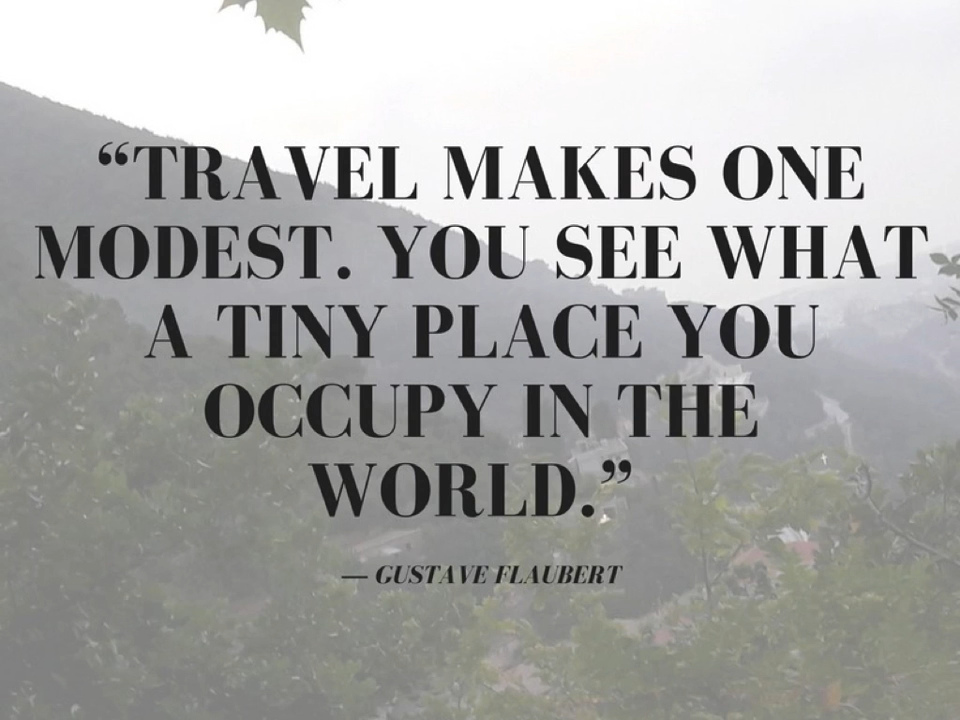 “TRAVEL MAKES ONE
MODEST. YOU SEE WHAT
A TINY PLACE YOU
OCCUPY IN THE
WORLD.”
— GUSTAVE FLAUBERT